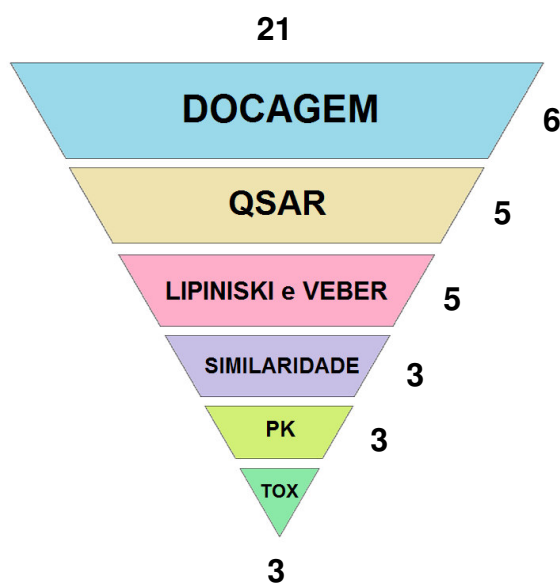 21
DOCAGEM
6
QSAR
5
LIPINISKI e VEBER
5
SIMILARIDADE
3
PK
3
TOX
3